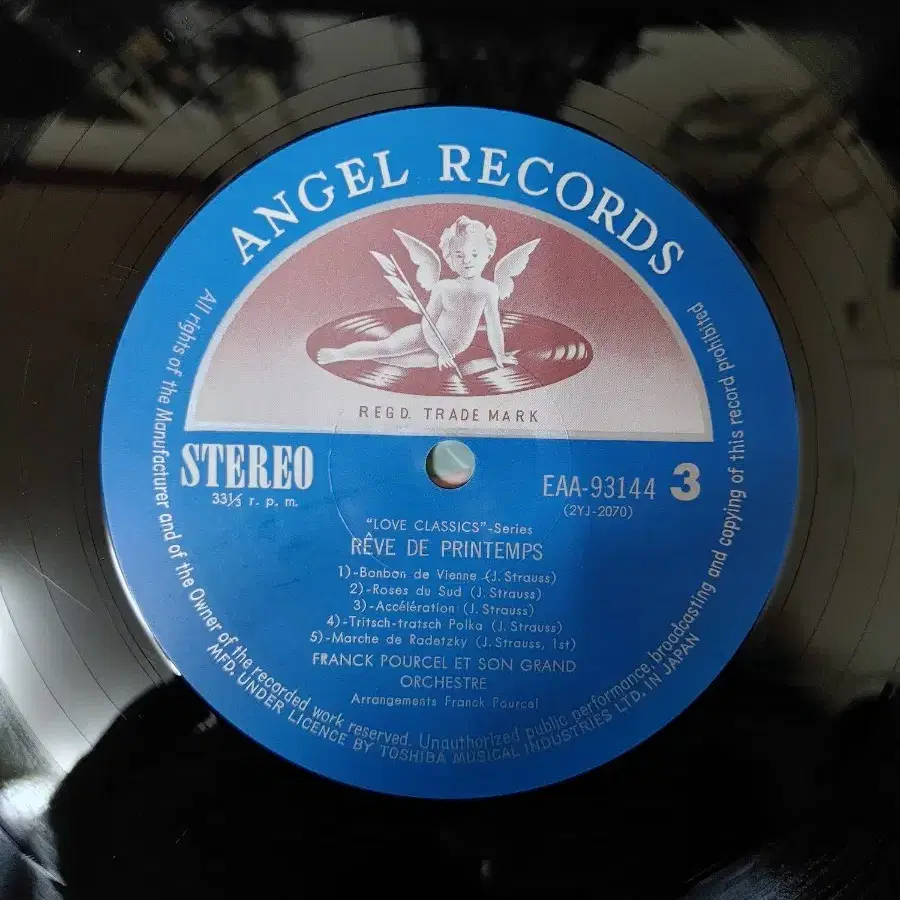 ANGEL RECORDS
REGD. TRADE MARK
STEREO
33⅓ r. p. m.
EAA-93144 3
(2YJ-2070)
"LOVE CLASSICS"-Series
RÊVE DE PRINTEMPS
1)-Bonbon de Vienne (J. Strauss)
2)-Roses du Sud (J. Strauss)
3)-Accélération (J. Strauss)
4)-Tritsch-tratsch Polka (J. Strauss)
5)-Marche de Radetzky (J. Strauss, 1st)
FRANCK POURCEL ET SON GRAND
ORCHESTRE
Arrangements Franck Pourcel
All rights of the Manufacturer and of the Owner of the recorded work reserved. Unauthorized public performance, broadcasting and copying of this record prohibited
MFD. UNDER LICENCE BY TOSHIBA MUSICAL INDUSTRIES LTD. IN JAPAN